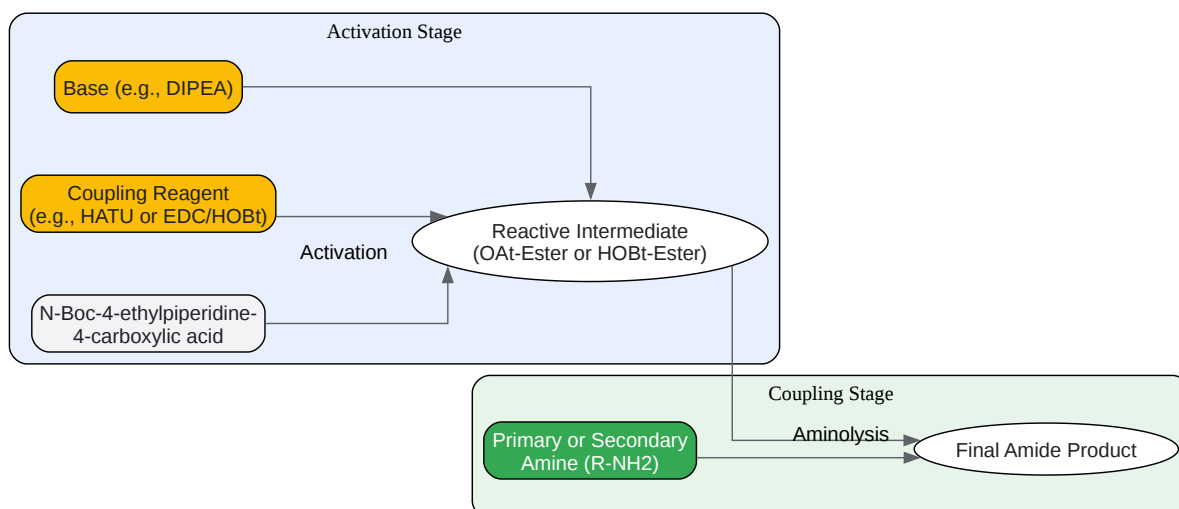 Activation Stage
Base (e.g., DIPEA)
Coupling Reagent
(e.g., HATU or EDC/HOBt)
Activation
Reactive Intermediate
(OAt-Ester or HOBt-Ester)
N-Boc-4-ethylpiperidine-
4-carboxylic acid
Coupling Stage
Primary or Secondary
Amine (R-NH2)
Aminolysis
Final Amide Product